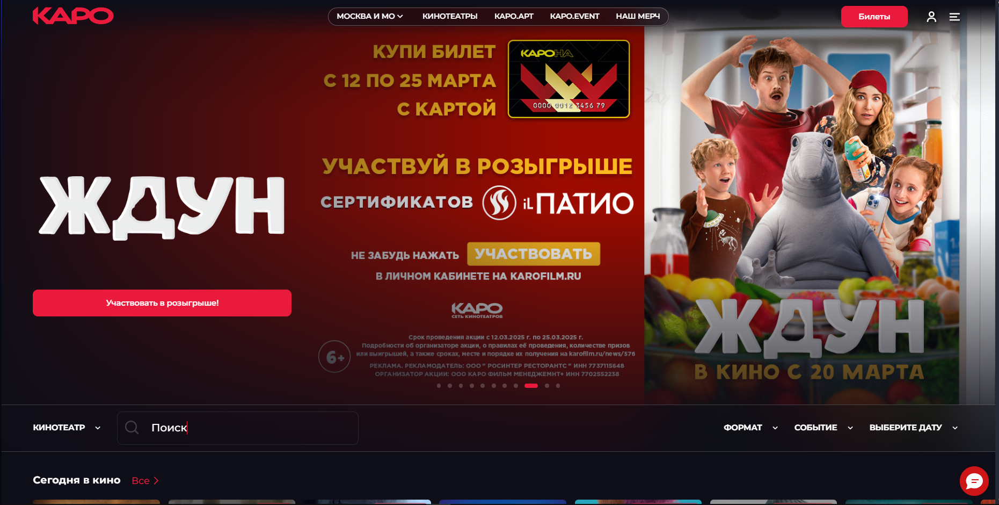 КАРО
МОСКВА И МО
КИНОТЕАТРЫ
КАРО.АРТ
КАРО.EVENT
НАШ МЕРЧ
Билеты
КУПИ БИЛЕТ
С 12 ПО 25 МАРТА
С КАРТОЙ
КАРОНА
0000 0012 3456 79
УЧАСТВУЙ В РОЗЫГРЫШЕ
СЕРТИФИКАТОВ iL ПАТИО
ЖДУН
НЕ ЗАБУДЬ НАЖАТЬ УЧАСТВОВАТЬ
В ЛИЧНОМ КАБИНЕТЕ НА KAROFILM.RU
Участвовать в розыгрыше!
КАРО
СЕТЬ КИНОТЕАТРОВ
6+
Срок проведения акции с 12.03.2025 г. по 25.03.2025 г.
Подробности об организаторе акции, о правилах её проведения, количестве призов
или выигрышей, а также сроках, месте и порядке их получения на karofilm.ru/news/576
РЕКЛАМА. РЕКЛАМОДАТЕЛЬ: ООО " РОСИНТЕР РЕСТОРАНТС " ИНН 7737115648
ОРГАНИЗАТОР АКЦИИ: ООО КАРО ФИЛЬМ МЕНЕДЖЕМНТ+ ИНН 7702552238
ЖДУН
В КИНО С 20 МАРТА
КИНОТЕАТР
Поиск
ФОРМАТ
СОБЫТИЕ
ВЫБЕРИТЕ ДАТУ
Сегодня в кино
Все